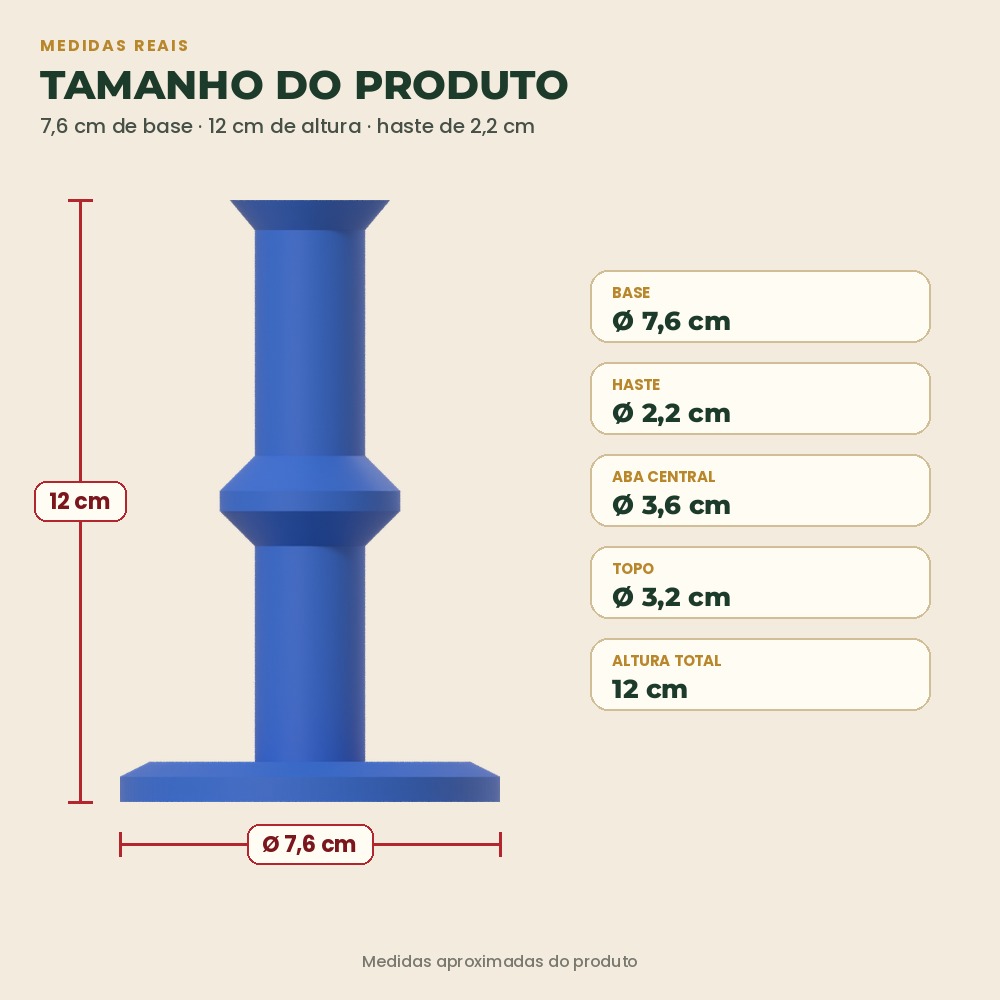 MEDIDAS REAIS
TAMANHO DO PRODUTO
7,6 cm de base · 12 cm de altura · haste de 2,2 cm
BASE
Ø 7,6 cm
HASTE
Ø 2,2 cm
ABA CENTRAL
Ø 3,6 cm
TOPO
Ø 3,2 cm
ALTURA TOTAL
12 cm
12 cm
Ø 7,6 cm
Medidas aproximadas do produto